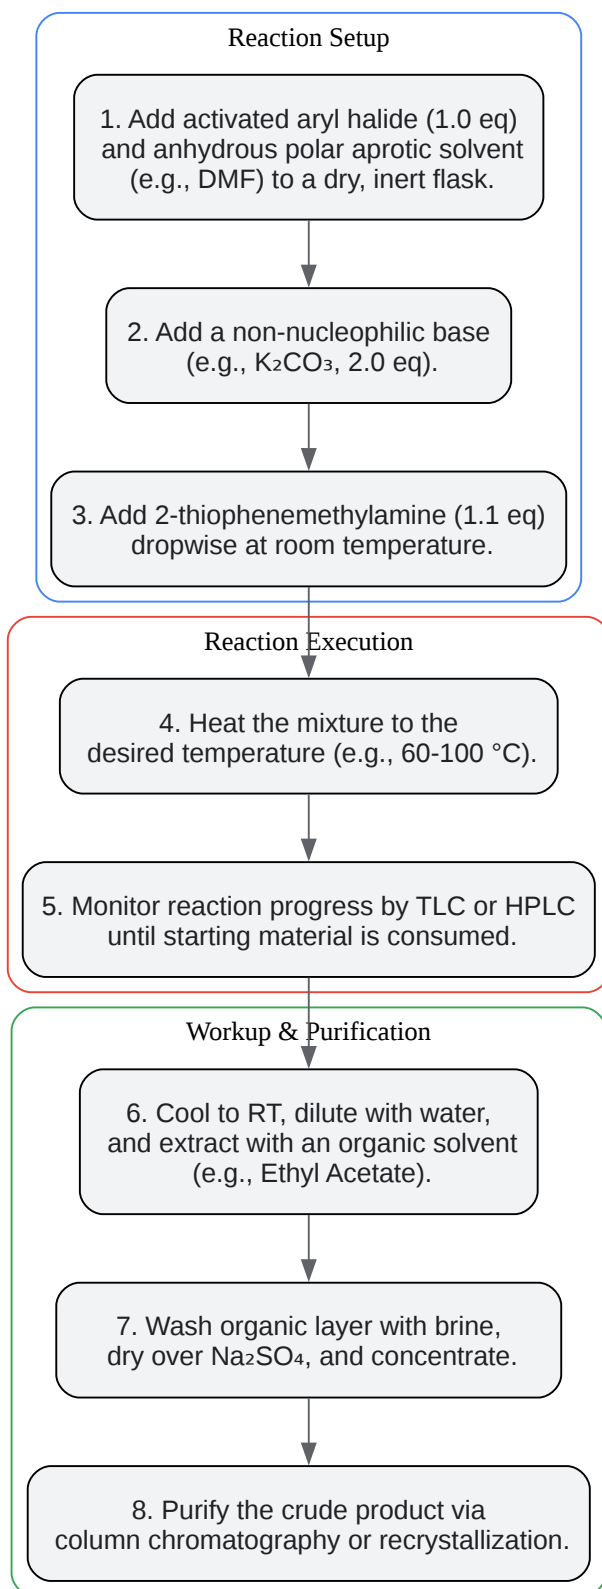 Reaction Setup
1. Add activated aryl halide (1.0 eq)
and anhydrous polar aprotic solvent
(e.g., DMF) to a dry, inert flask.
2. Add a non-nucleophilic base
(e.g., K₂CO₃, 2.0 eq).
3. Add 2-thiophenemethylamine (1.1 eq)
dropwise at room temperature.
Reaction Execution
4. Heat the mixture to the
desired temperature (e.g., 60-100 °C).
5. Monitor reaction progress by TLC or HPLC
until starting material is consumed.
Workup & Purification
6. Cool to RT, dilute with water,
and extract with an organic solvent
(e.g., Ethyl Acetate).
7. Wash organic layer with brine,
dry over Na₂SO₄, and concentrate.
8. Purify the crude product via
column chromatography or recrystallization.